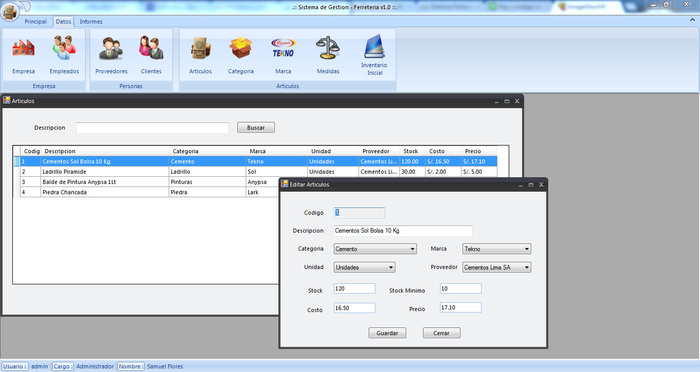 .:: Sistema de Gestion - Ferreteria v1.0 ::.
Principal Datos Informes
Empresa Empleados Proveedores Clientes Articulos Categoria TEKNO Marca Medidas Inventario Inicial
Empresa Personas Articulos
Articulos
Descripcion Buscar
Codig Descripcion Categoria Marca Unidad Proveedor Stock Costo Precio
1 Cementos Sol Bolsa 10 Kg Cemento Tekno Unidades Cementos Li... 120.00 S/. 16.50 S/. 17.10
2 Ladrillo Piramide Ladrillo Sol Unidades Cementos Li... 30.00 S/. 2.00 S/. 5.00
3 Balde de Pintura Anypsa 1Lt Pinturas Anypsa
4 Piedra Chancada Piedra Lark
Editar Articulos
Codigo 1
Descripcion Cementos Sol Bolsa 10 Kg
Categoria Cemento Marca Tekno
Unidad Unidades Proveedor Cementos Lima SA
Stock 120 Stock Minimo 10
Costo 16.50 Precio 17.10
Guardar Cerrar
Usuario : admin Cargo : Administrador Nombre : Samuel Flores